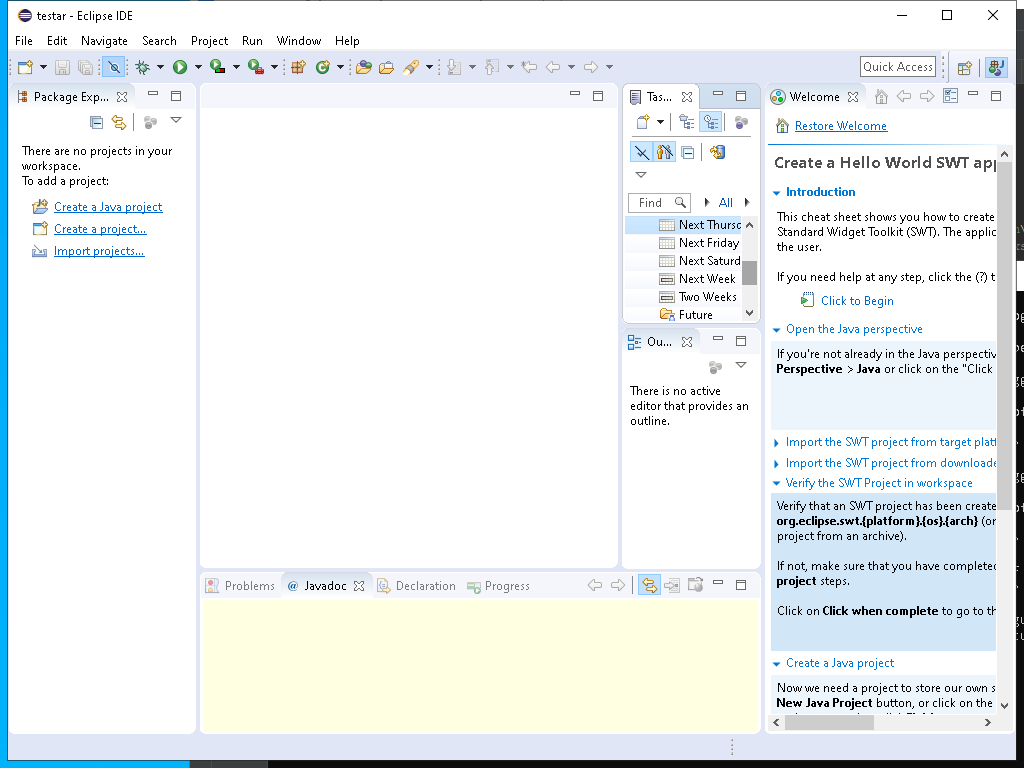 testar - Eclipse IDE
File Edit Navigate Search Project Run Window Help
Quick Access
Package Exp...
There are no projects in your
workspace.
To add a project:
Create a Java project
Create a project...
Import projects...
Tas...
Find
All
Next Thursc
Next Friday
Next Saturd
Next Week
Two Weeks
Future
Ou...
There is no active
editor that provides an
outline.
Welcome
Restore Welcome
Create a Hello World SWT app
Introduction
This cheat sheet shows you how to create
Standard Widget Toolkit (SWT). The applic
the user.
If you need help at any step, click the (?) t
Click to Begin
Open the Java perspective
If you're not already in the Java perspectiv
Perspective > Java or click on the "Click
Import the SWT project from target platf
Import the SWT project from downloade
Verify the SWT Project in workspace
Verify that an SWT project has been create
org.eclipse.swt.{platform}.{os}.{arch} (or
project from an archive).
If not, make sure that you have completed
project steps.
Click on Click when complete to go to th
Create a Java project
Now we need a project to store our own s
New Java Project button, or click on the
Problems @ Javadoc Declaration Progress